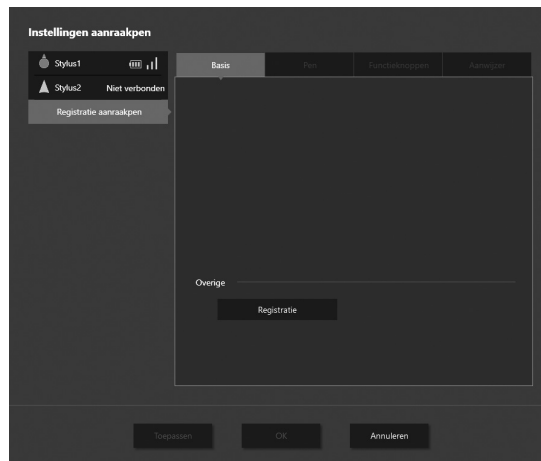 Instellingen aanraakpen
Stylus1
Stylus2 Niet verbonden
Registratie aanraakpen
Basis Pen Functieknoppen Aanwijzer
Overige
Registratie
Toepassen OK Annuleren